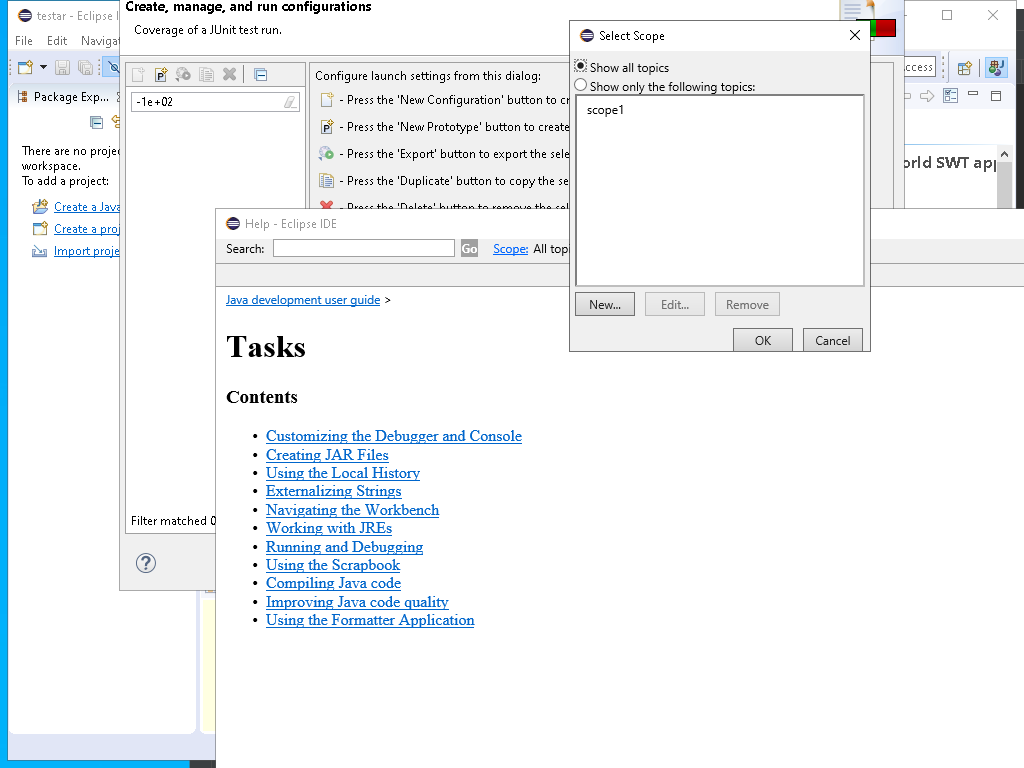 testar - Eclipse I
File Edit Navigat
Package Exp...
There are no projec
workspace.
To add a project:
Create a Java
Create a proj
Import proje
Create, manage, and run configurations
Coverage of a JUnit test run.
-1e+02
Filter matched 0
Configure launch settings from this dialog:
- Press the 'New Configuration' button to cr
- Press the 'New Prototype' button to create
- Press the 'Export' button to export the sele
- Press the 'Duplicate' button to copy the se
- Press the 'Delete' button to remove the sel
ccess
orld SWT app
Help - Eclipse IDE
Search:
Go
Scope: All top
Java development user guide >
Tasks
Contents
• Customizing the Debugger and Console
• Creating JAR Files
• Using the Local History
• Externalizing Strings
• Navigating the Workbench
• Working with JREs
• Running and Debugging
• Using the Scrapbook
• Compiling Java code
• Improving Java code quality
• Using the Formatter Application
Select Scope
Show all topics
Show only the following topics:
scope1
New... Edit... Remove
OK Cancel